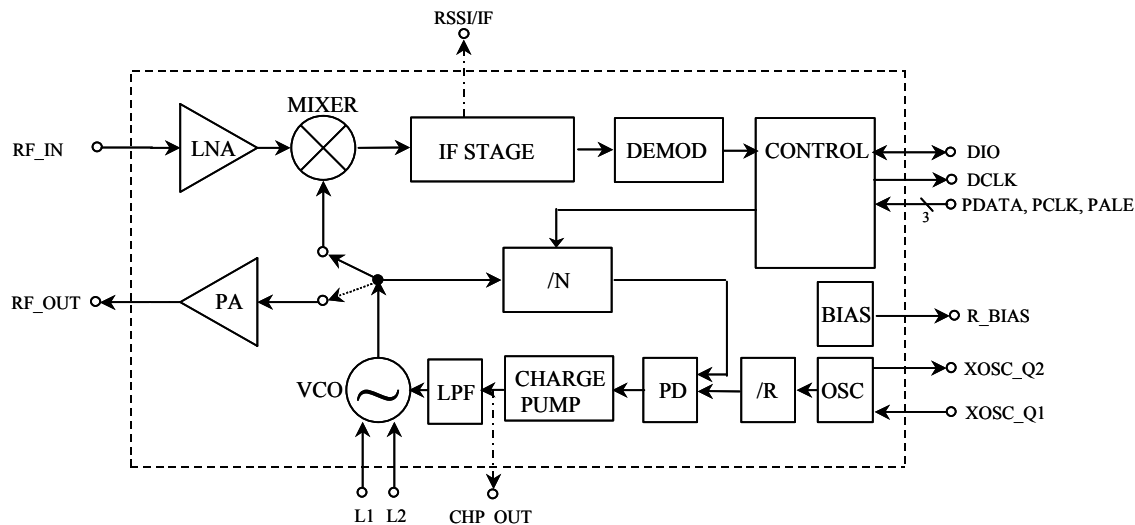 RSSI/IF
MIXER
RF_IN
LNA
IF STAGE
DEMOD
CONTROL
DIO
DCLK
3
PDATA, PCLK, PALE
/N
RF_OUT
PA
BIAS
R_BIAS
VCO
~
LPF
CHARGE
PUMP
PD
/R
OSC
XOSC_Q2
XOSC_Q1
L1
L2
CHP_OUT